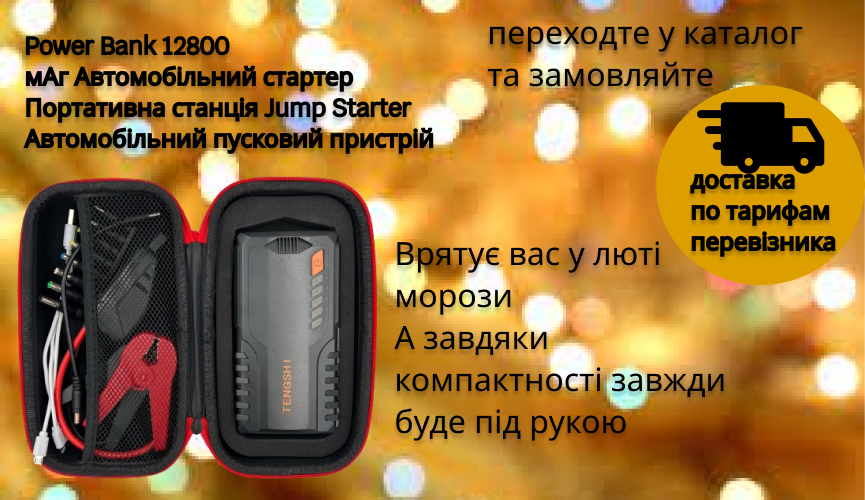 Power Bank 12800
мАг Автомобільний стартер
Портативна станція Jump Starter
Автомобільний пусковий пристрій
переходте у каталог
та замовляйте
доставка
по тарифам
перевізника
Врятує вас у люті
морози
А завдяки
компактності завжди
буде під рукою
TENGSHI